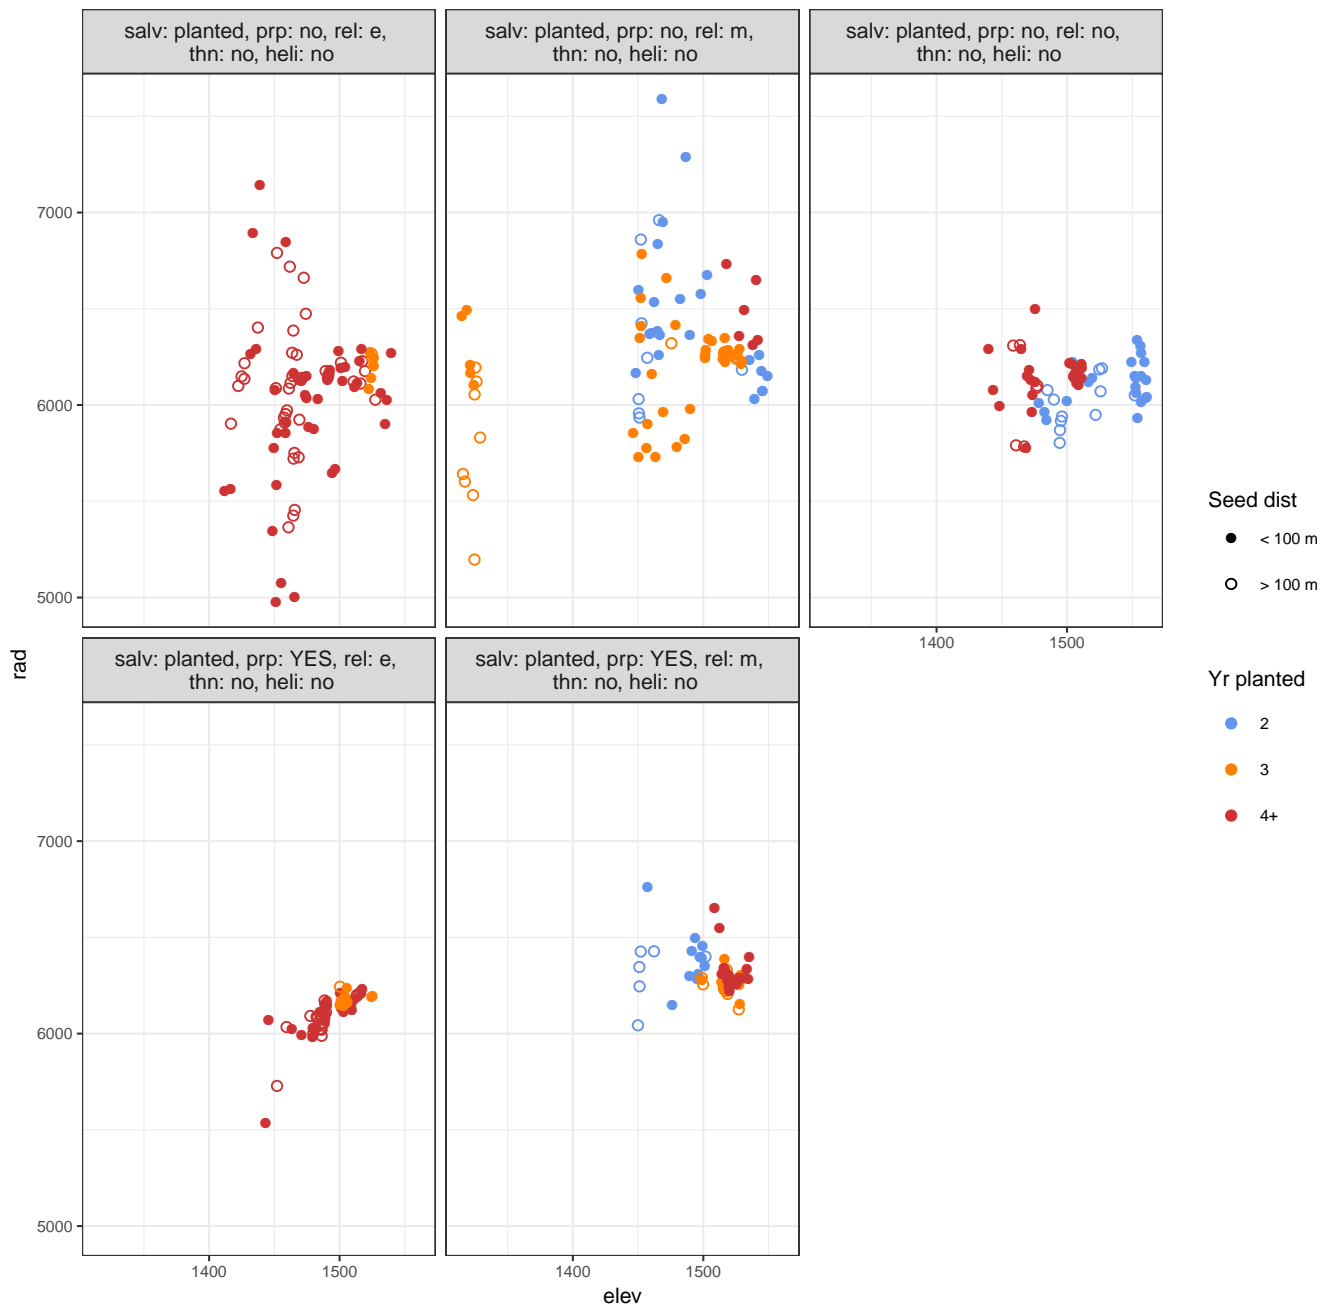 salv: planted, prp: no, rel: e,
thn: no, heli: no
salv: planted, prp: no, rel: m,
thn: no, heli: no
salv: planted, prp: no, rel: no,
thn: no, heli: no
7000
6000
5000
1400
1500
salv: planted, prp: YES, rel: e,
thn: no, heli: no
salv: planted, prp: YES, rel: m,
thn: no, heli: no
7000
6000
5000
1400
1500
1400
1500
elev
rad
Seed dist
< 100 m
> 100 m
Yr planted
2
3
4+